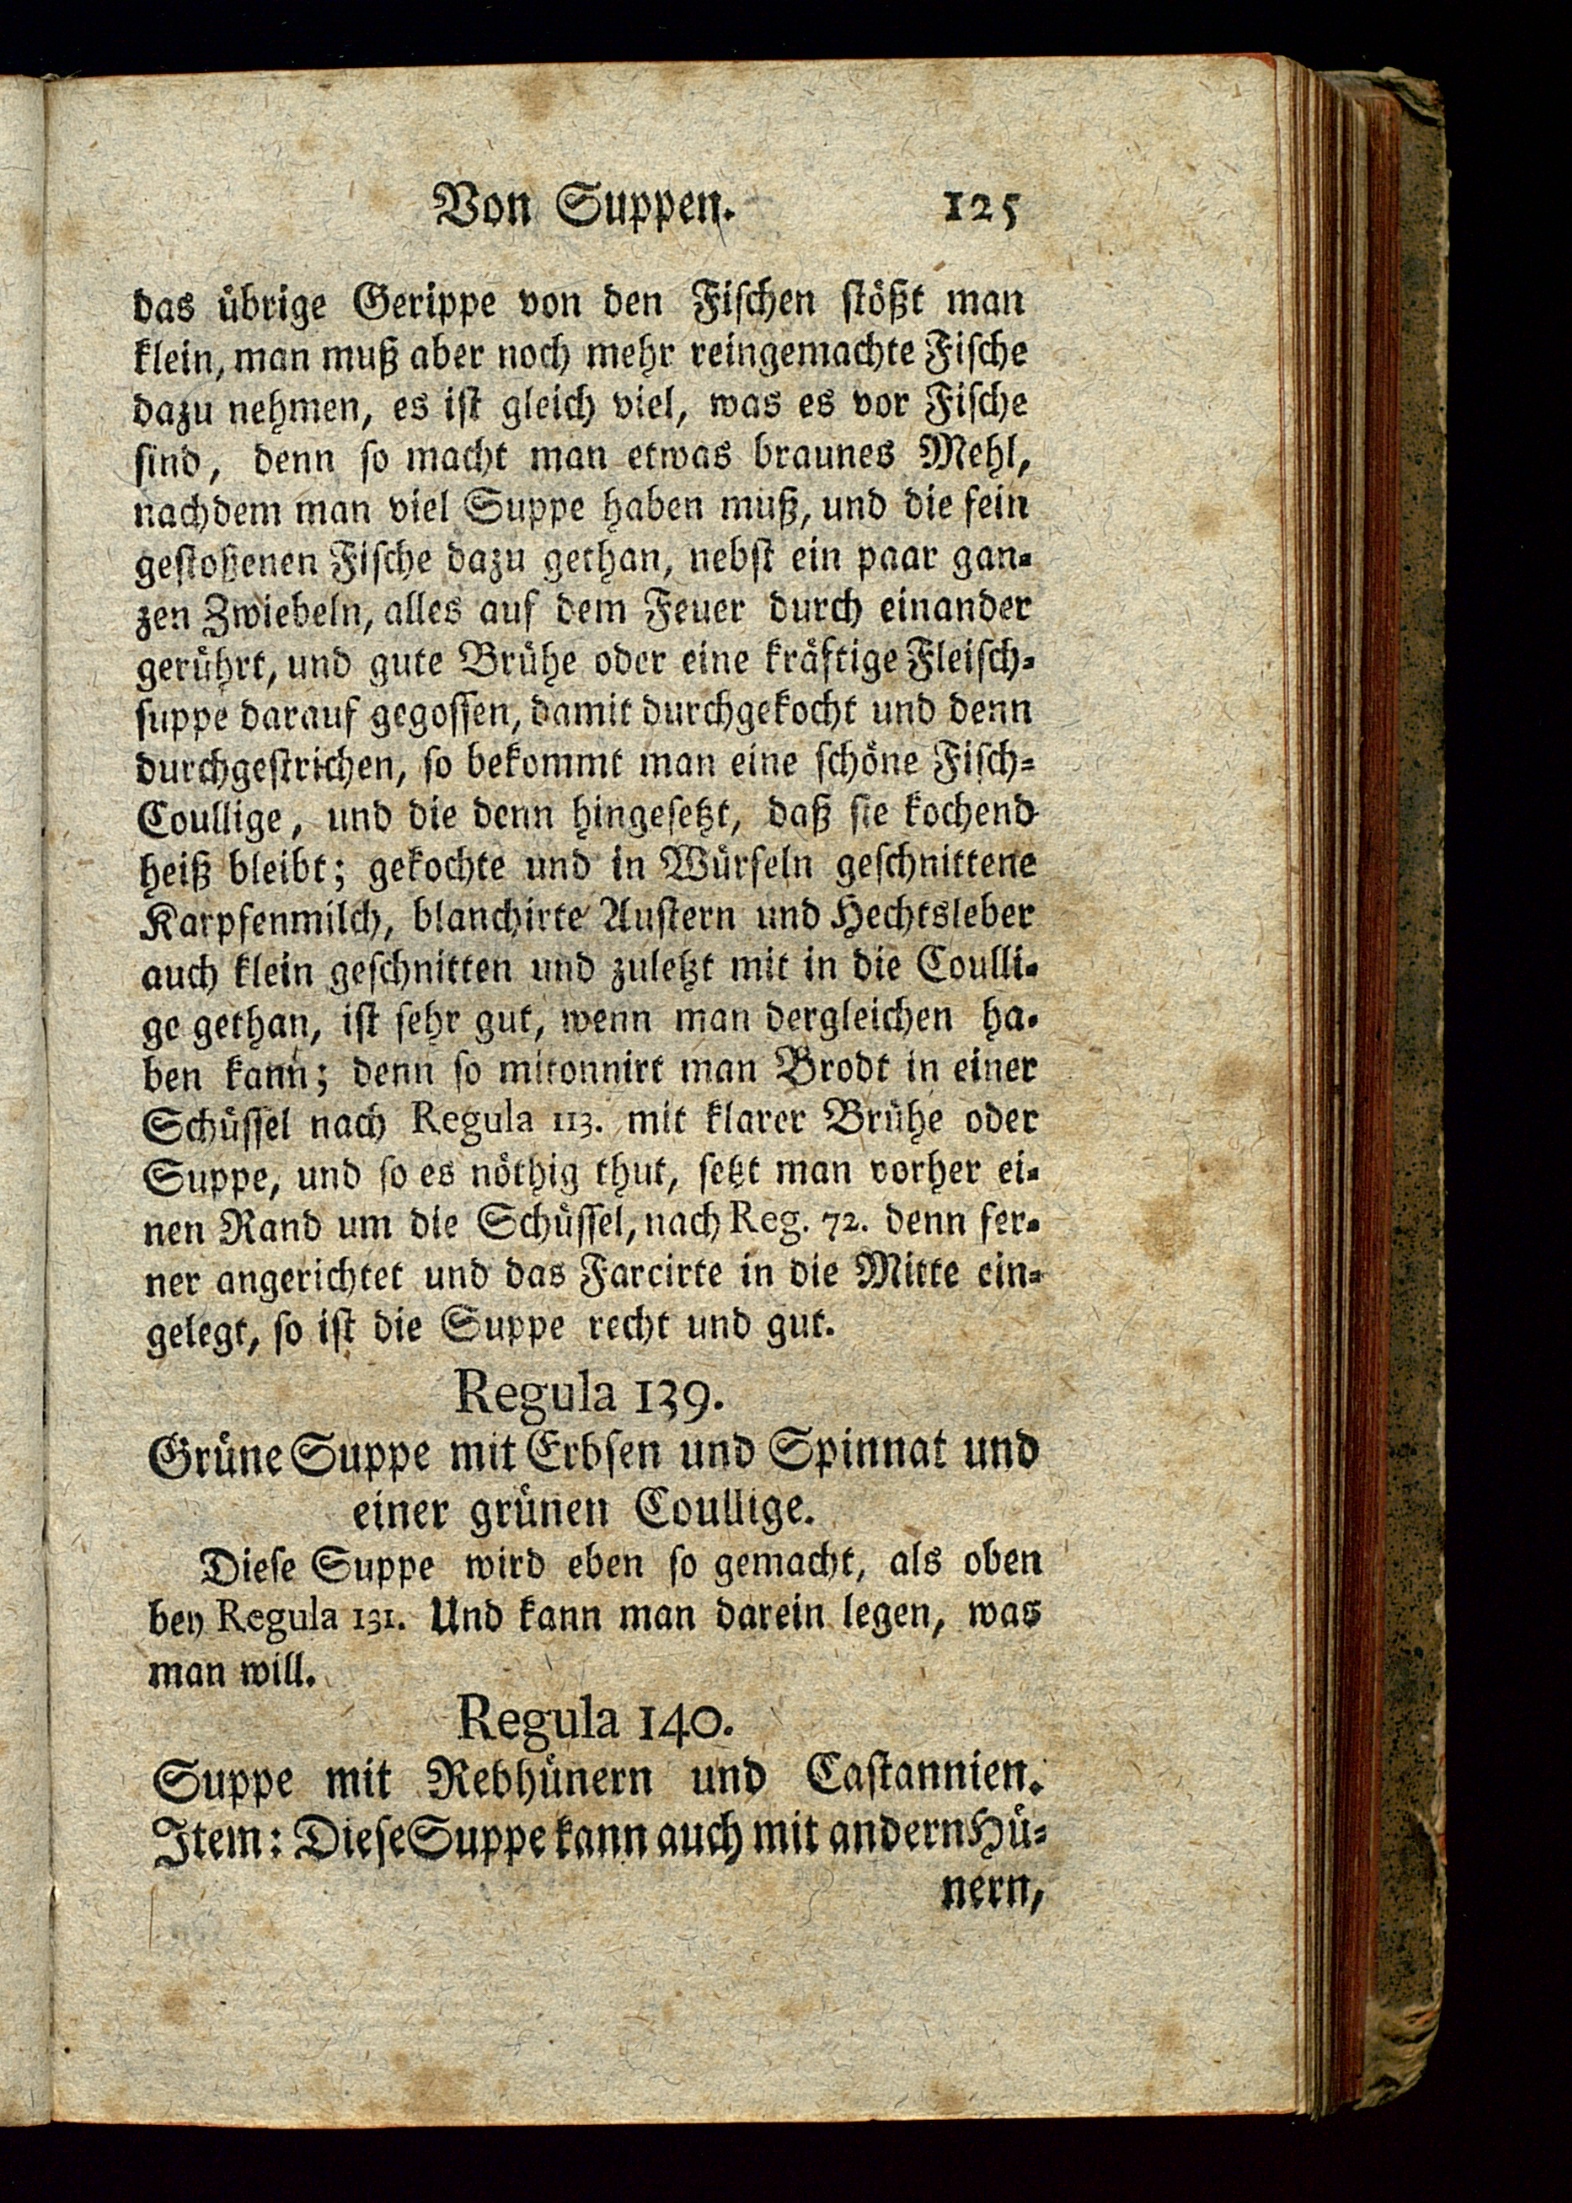 Von Suppen. 125
das übrige Gerippe von den Fiſchen ſtößt man
klein, man muß aber noch mehr reingemachte Fiſche
dazu nehmen, es iſt gleich viel, was es vor Fiſche
ſind, denn ſo macht man etwas braunes Mehl,
nachdem man viel Suppe haben muß, und die fein
geſtoßenen Fiſche dazu gethan, nebſt ein paar gan⸗
zen Zwiebeln, alles auf dem Feuer durch einander
gerührt, und gute Brühe oder eine kräftige Fleiſch⸗
ſuppe darauf gegoſſen, damit durchgekocht und denn
durchgeſtrichen, ſo bekommt man eine ſchöne Fiſch⸗
Coullige, und die denn hingeſetzt, daß ſie kochend
heiß bleibt; gekochte und in Würfeln geſchnittene
Karpfenmilch, blanchirte Auſtern und Hechtsleber
auch klein geſchnitten und zuletzt mit in die Coulli⸗
ge gethan, iſt ſehr gut, wenn man dergleichen ha⸗
ben kann; denn ſo mitonnirt man Brodt in einer
Schüſſel nach Regula 113. mit klarer Brühe oder
Suppe, und ſo es nöthig thut, ſetzt man vorher ei⸗
nen Rand um die Schüſſel, nach Reg. 72. denn fer⸗
ner angerichtet und das Farcirte in die Mitte ein⸗
gelegt, ſo iſt die Suppe recht und gut.
Regula 139.
Grüne Suppe mit Erbſen und Spinnat und
einer grünen Coullige.
Dieſe Suppe wird eben ſo gemacht, als oben
bey Regula 131. Und kann man darein legen, was
man will.
Regula 140.
Suppe mit Rebhünern und Caſtannien.
Item: Dieſe Suppe kann auch mit andern Hü⸗
nern,